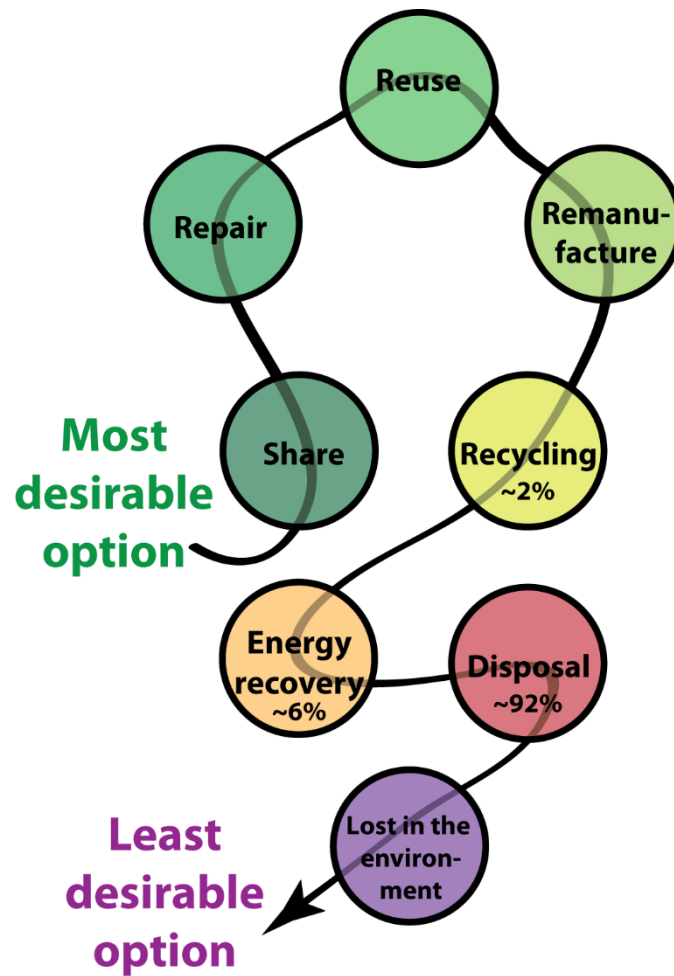 Reuse
Repair
Remanu-
facture
Most
desirable
option
Share
Recycling
~2%
Energy
recovery
~6%
Disposal
~92%
Least
desirable
option
Lost in the
environ-
ment